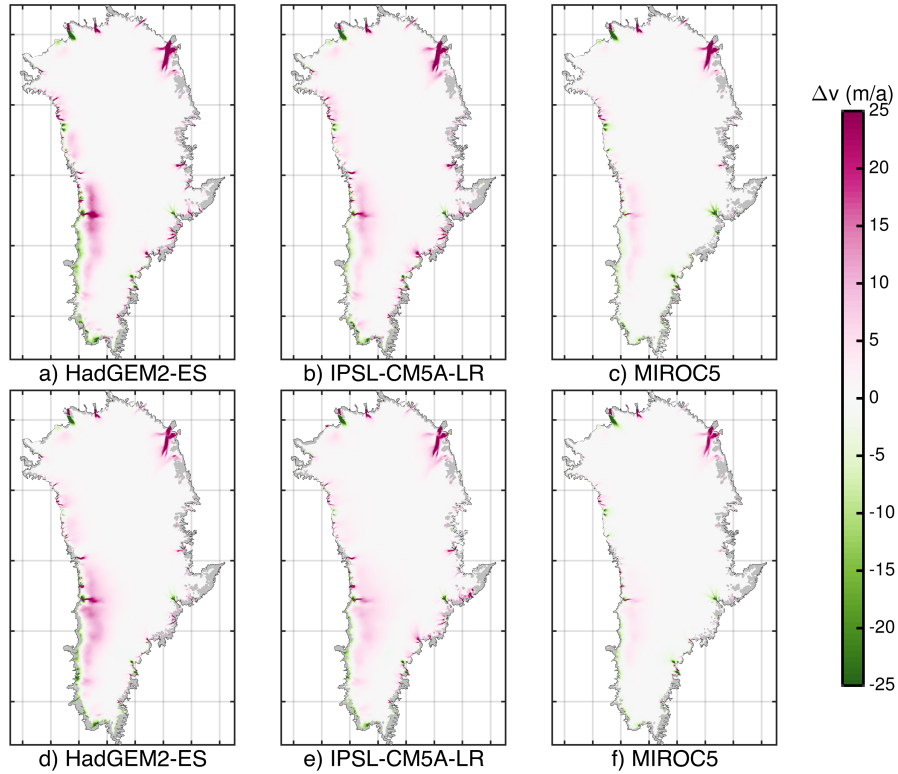 Δv (m/a)
25
20
15
10
5
0
-5
-10
-15
-20
-25
a) HadGEM2-ES
b) IPSL-CM5A-LR
c) MIROC5
d) HadGEM2-ES
e) IPSL-CM5A-LR
f) MIROC5